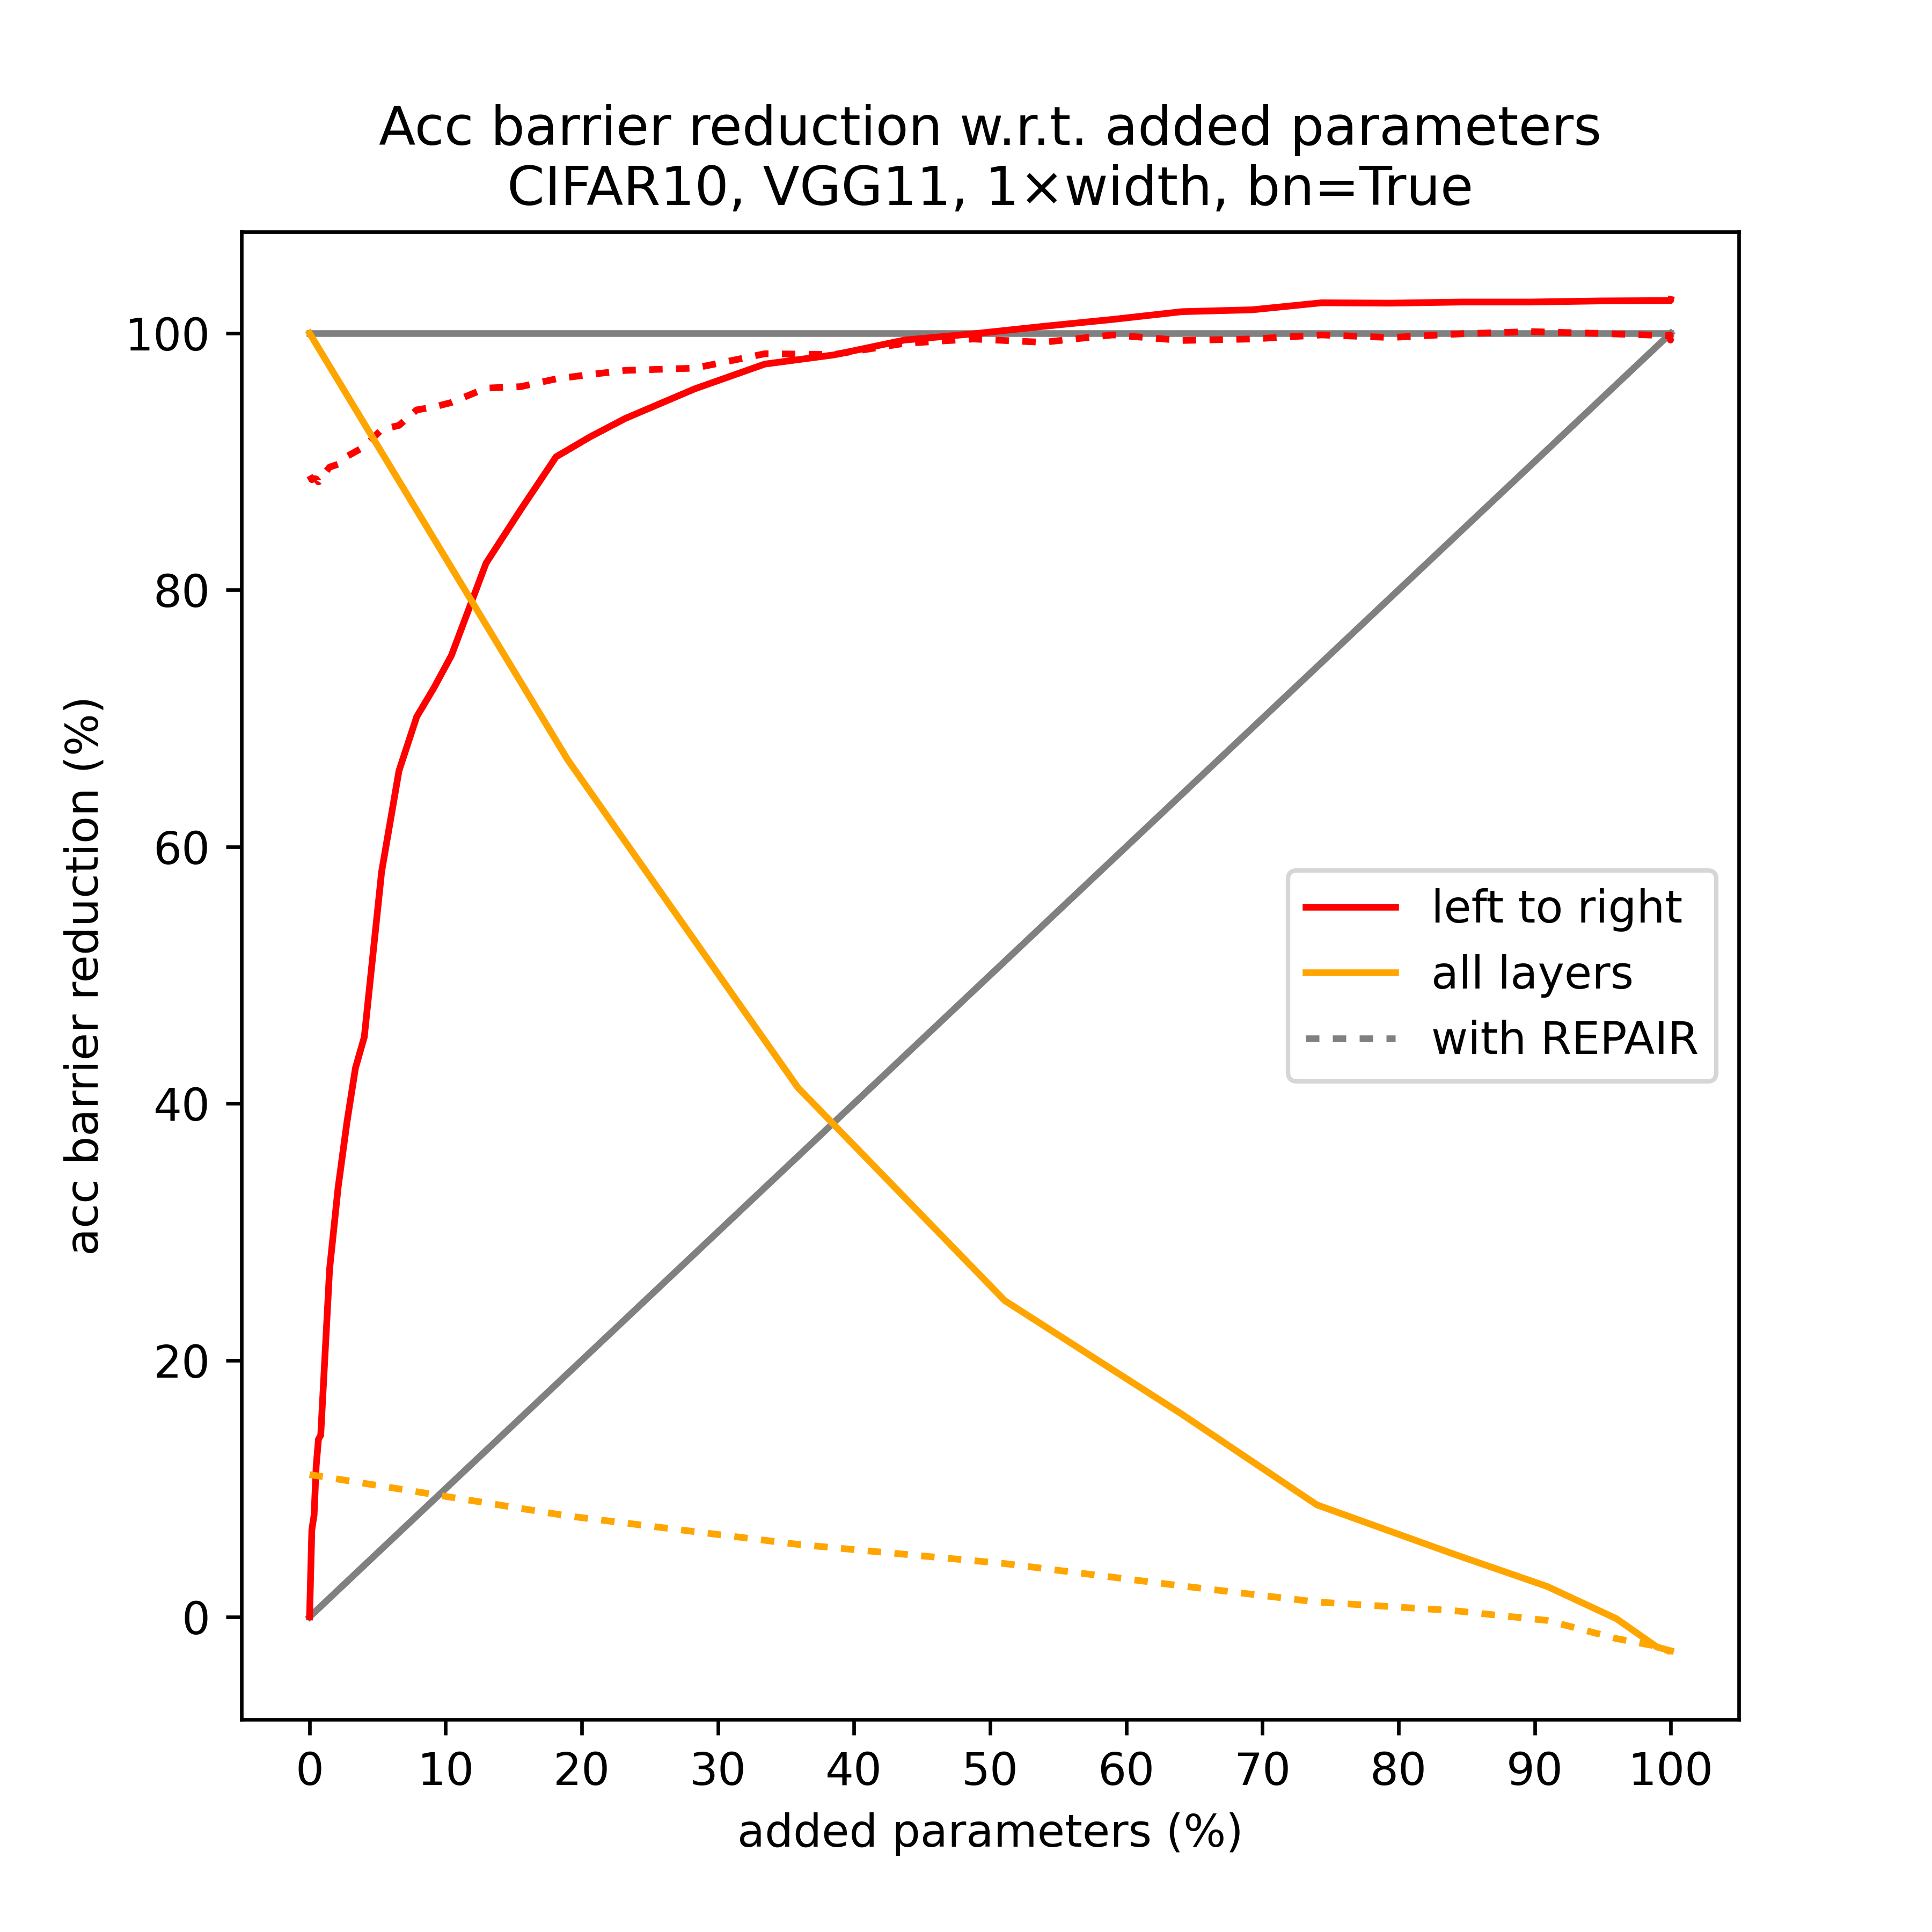 Acc barrier reduction w.r.t. added parameters
CIFAR10, VGG11, 1×width, bn=True
acc barrier reduction (%)
100
80
60
40
20
0
left to right
all layers
with REPAIR
0 10 20 30 40 50 60 70 80 90 100
added parameters (%)